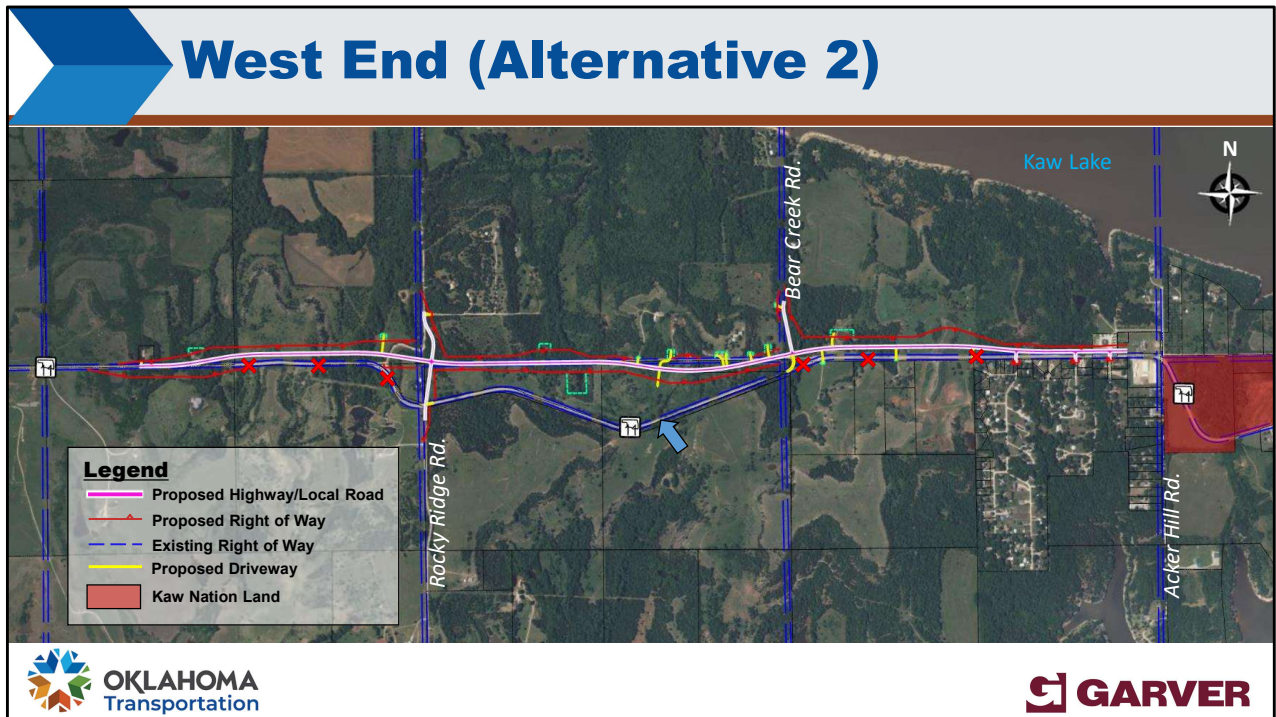 West End (Alternative 2)
Kaw Lake
N
Bear Creek Rd.
Rocky Ridge Rd.
Acker Hill Rd.
Legend
Proposed Highway/Local Road
Proposed Right of Way
Existing Right of Way
Proposed Driveway
Kaw Nation Land
OKLAHOMA
Transportation
GARVER